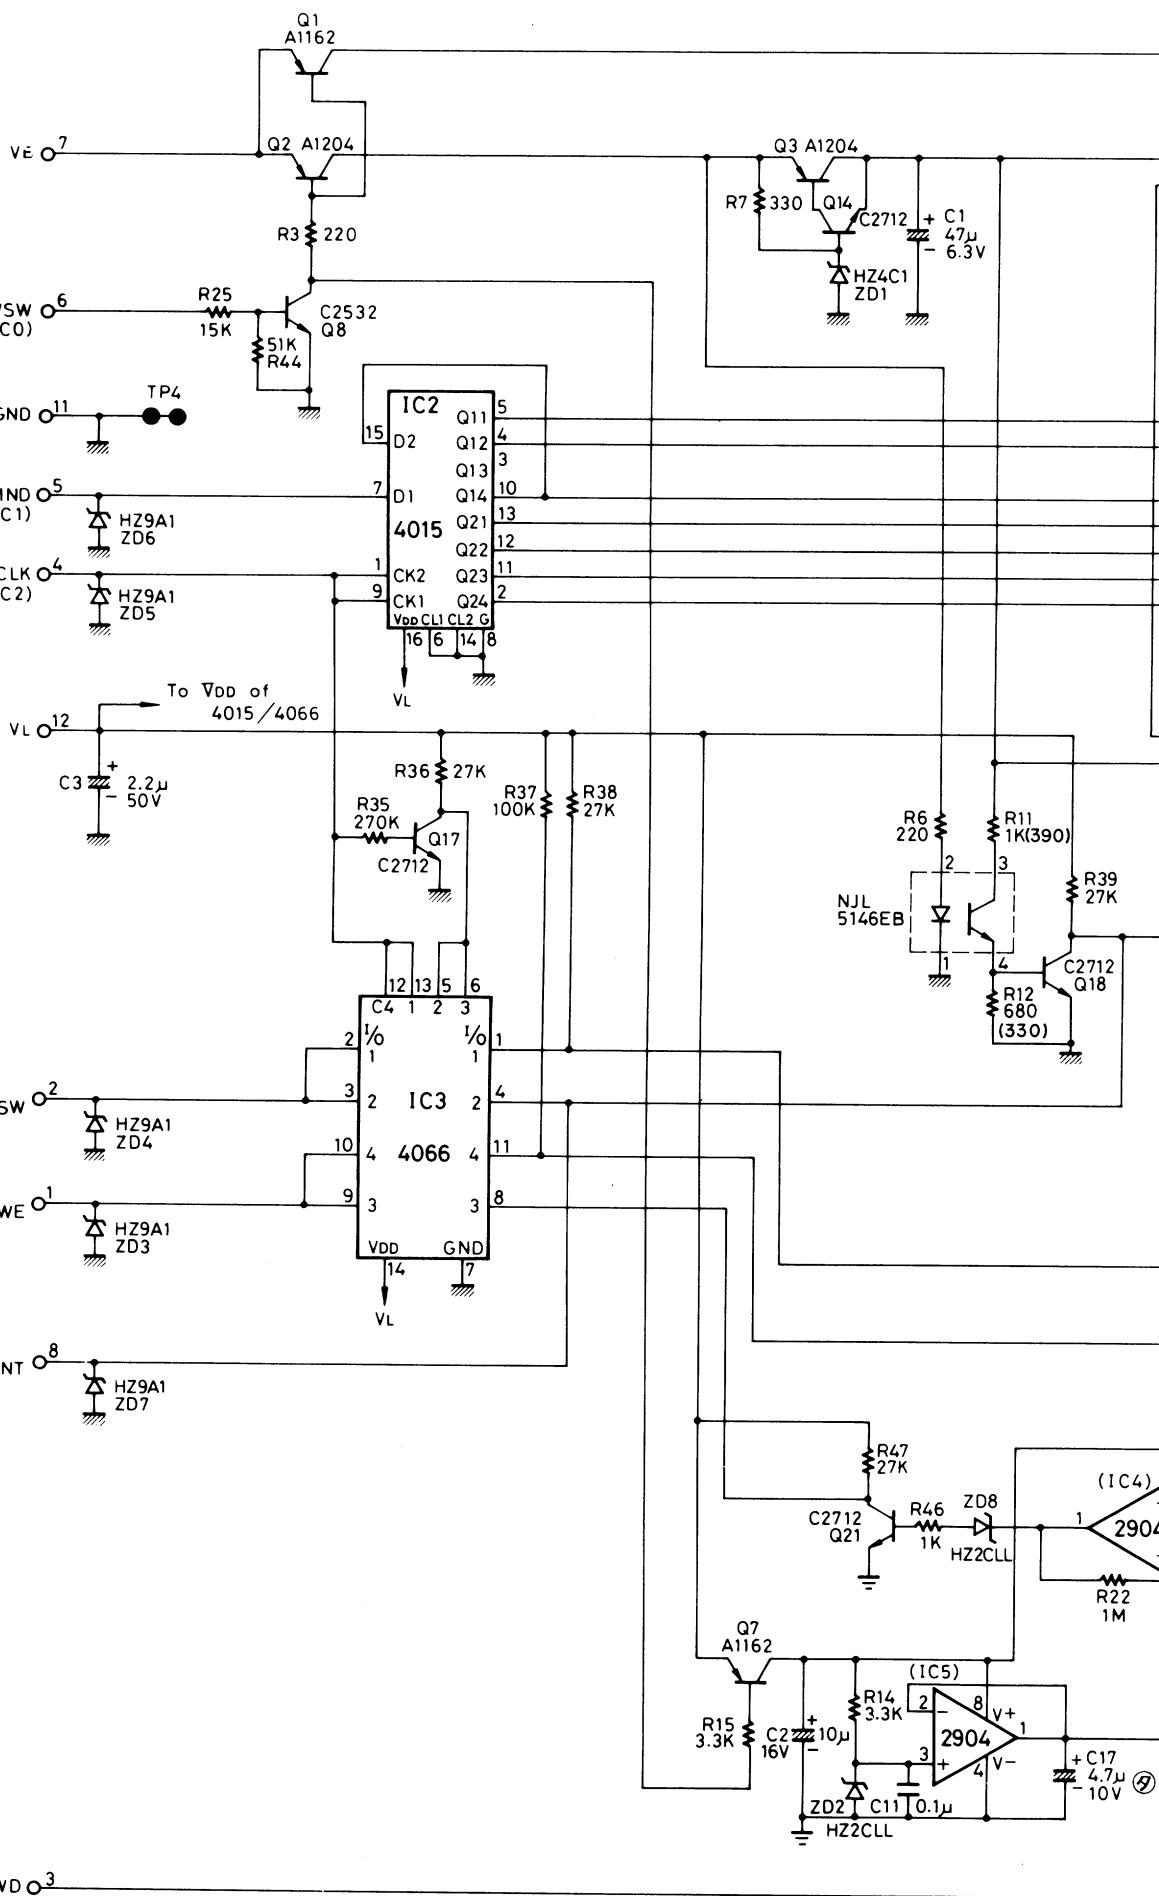 Q1
A1162
VE 7
Q2 A1204
Q3 A1204
R7 330
Q14
C2712
+ C1
47µ
- 6.3V
R3 220
HZ4C1
ZD1
SW 6
C0)
R25
15K
C2532
Q8
51K
R44
GND 11
TP4
IC2
15 D2
Q11 5
Q12 4
Q13 3
7 D1
Q14 10
4015
Q21 13
Q22 12
1 CK2
Q23 11
9 CK1
Q24 2
VDD CL1 CL2 G
16 6 14 8
VL
ND 5
C1)
HZ9A1
ZD6
CLK 4
C2)
HZ9A1
ZD5
To VDD of
4015/4066
VL 12
C3
+
2.2µ
- 50V
R36 27K
R37
100K
R38
27K
R35
270K
Q17
C2712
R6
220
R11
1K(390)
2 3
NJL
5146EB
1 4
R39
27K
C2712
Q18
R12
680
(330)
12 13 5 6
C4 1 2 3
2 I/O
1
I/O 1
1
3 2
IC3
2 4
10 4
4066
4 11
9 3
3 8
VDD GND
14 7
VL
SW 2
HZ9A1
ZD4
WE 1
HZ9A1
ZD3
NT 8
HZ9A1
ZD7
R47
27K
C2712
Q21
R46
1K
ZD8
HZ2CLL
(IC4)
1
2904
R22
1M
Q7
A1162
(IC5)
R14
3.3K
2 -
8 V+
2904
1
3 +
4 V-
R15
3.3K
C2
16V
+
10µ
-
ZD2
HZ2CLL
C11 0.1µ
+ C17
4.7µ
- 10V
タ
VD 3